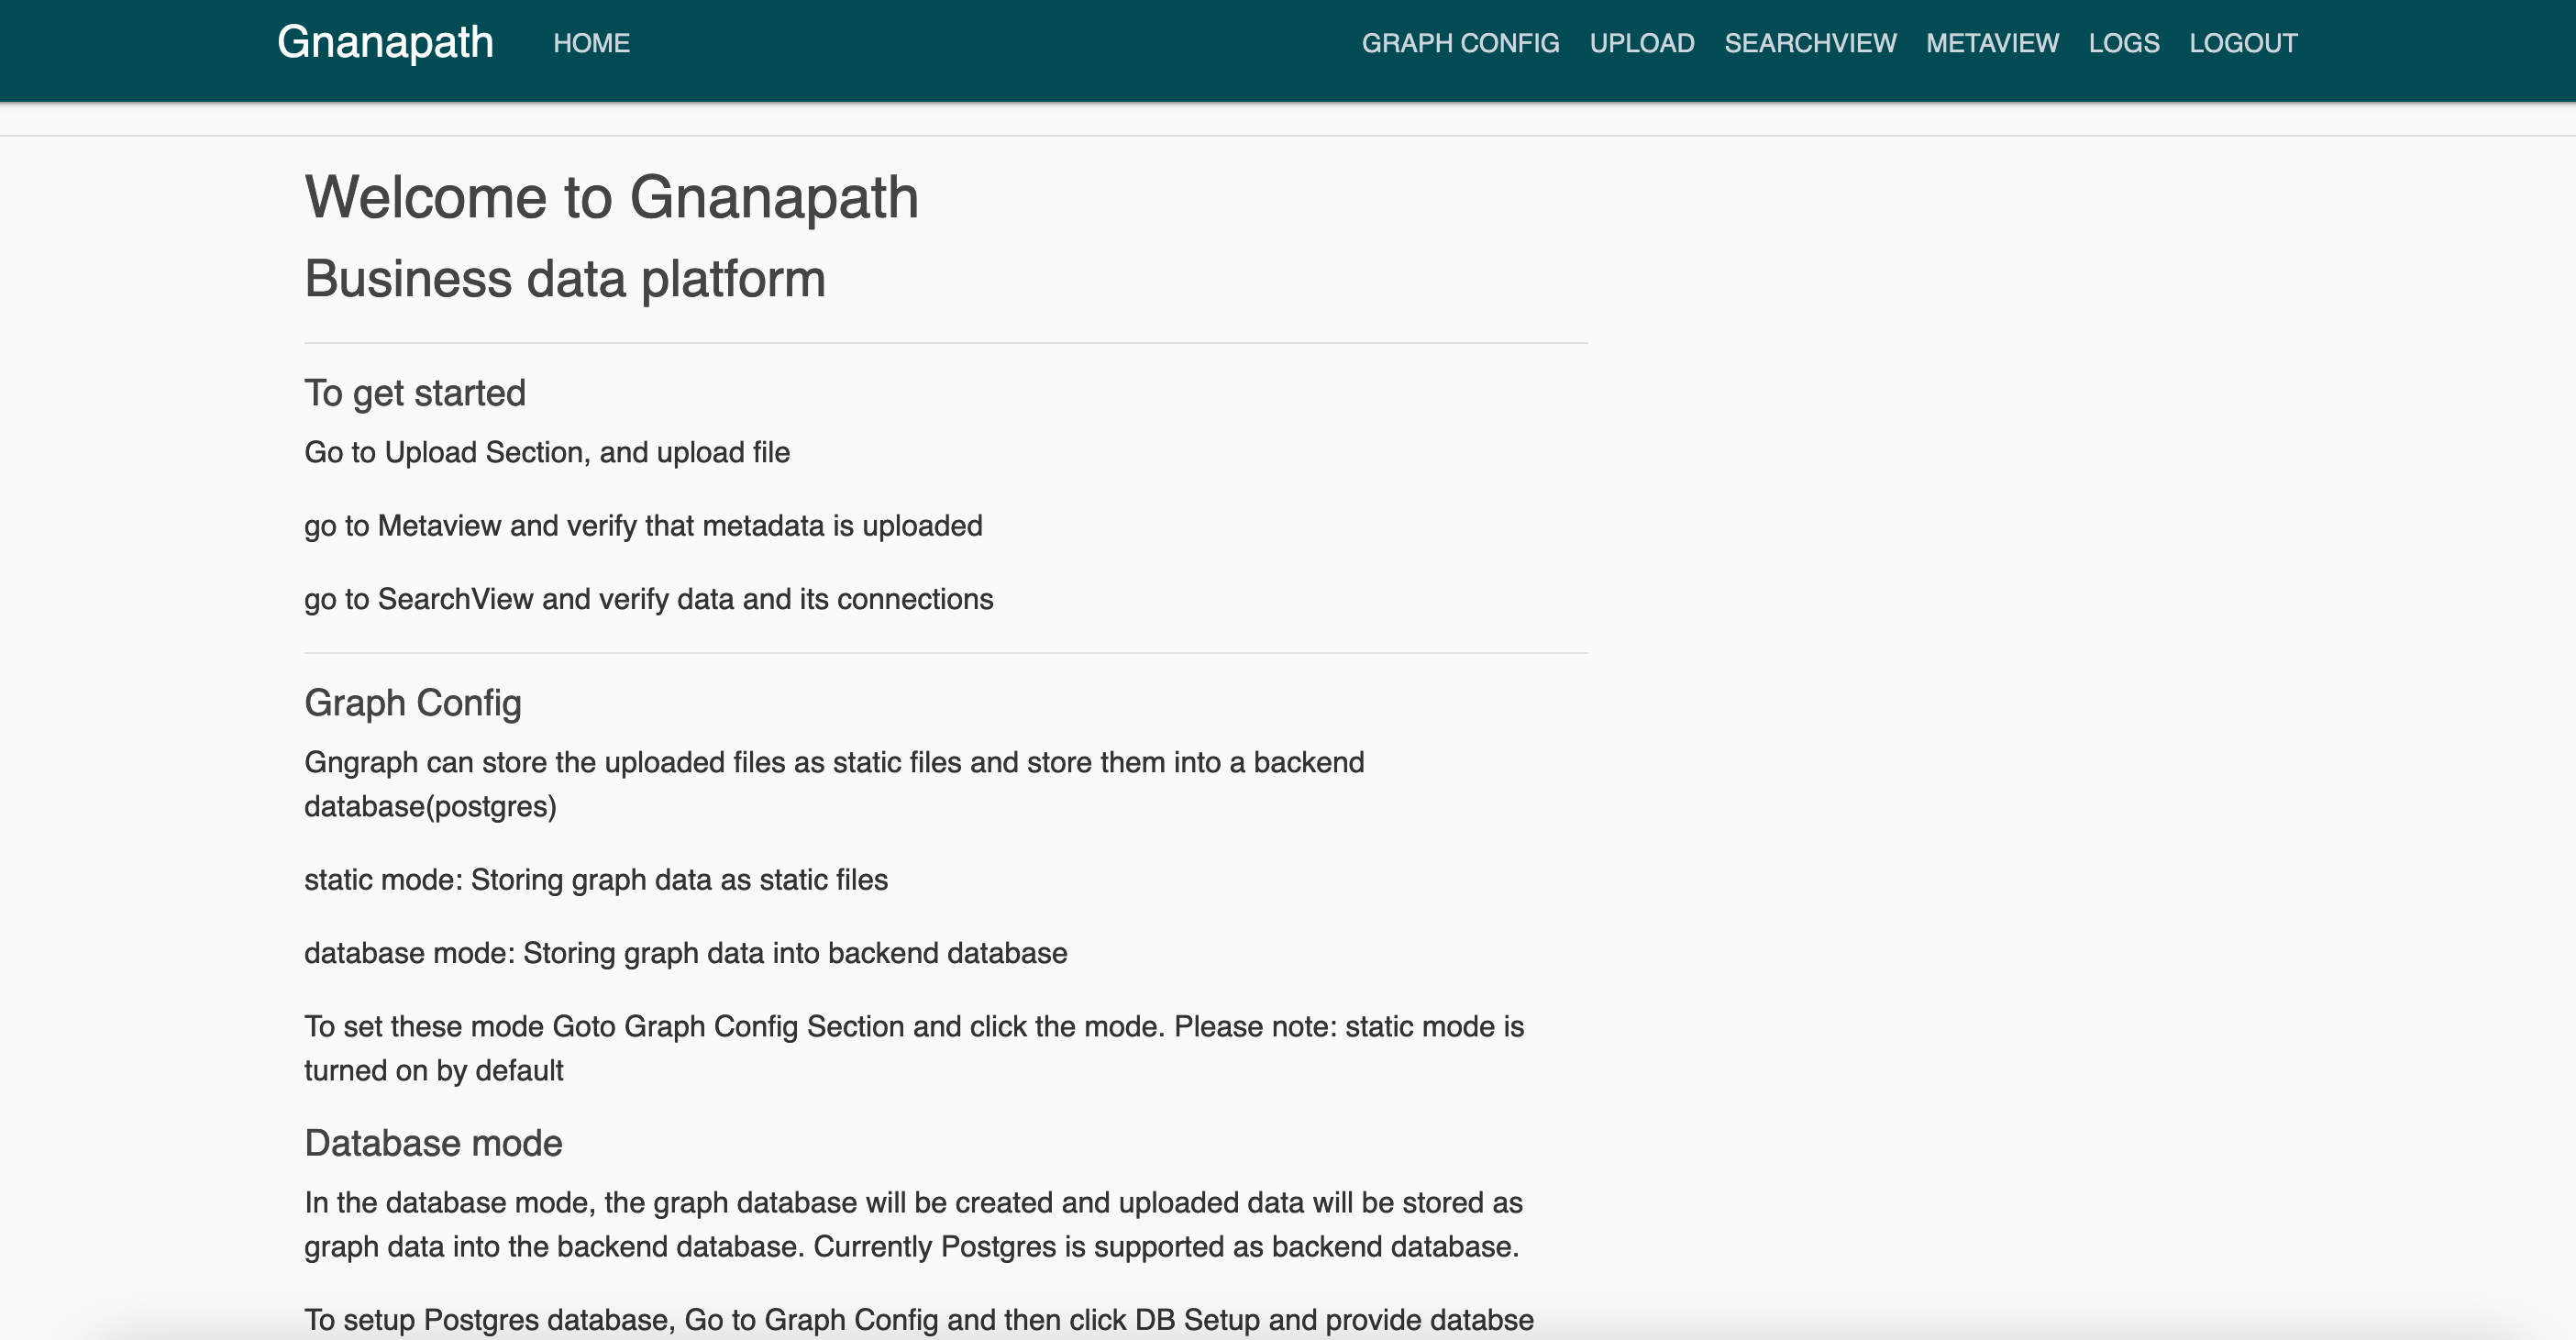 Gnanapath HOME GRAPH CONFIG UPLOAD SEARCHVIEW METAVIEW LOGS LOGOUT
Welcome to Gnanapath
Business data platform
To get started
Go to Upload Section, and upload file
go to Metaview and verify that metadata is uploaded
go to SearchView and verify data and its connections
Graph Config
Gngraph can store the uploaded files as static files and store them into a backend
database(postgres)
static mode: Storing graph data as static files
database mode: Storing graph data into backend database
To set these mode Goto Graph Config Section and click the mode. Please note: static mode is
turned on by default
Database mode
In the database mode, the graph database will be created and uploaded data will be stored as
graph data into the backend database. Currently Postgres is supported as backend database.
To setup Postgres database, Go to Graph Config and then click DB Setup and provide databse